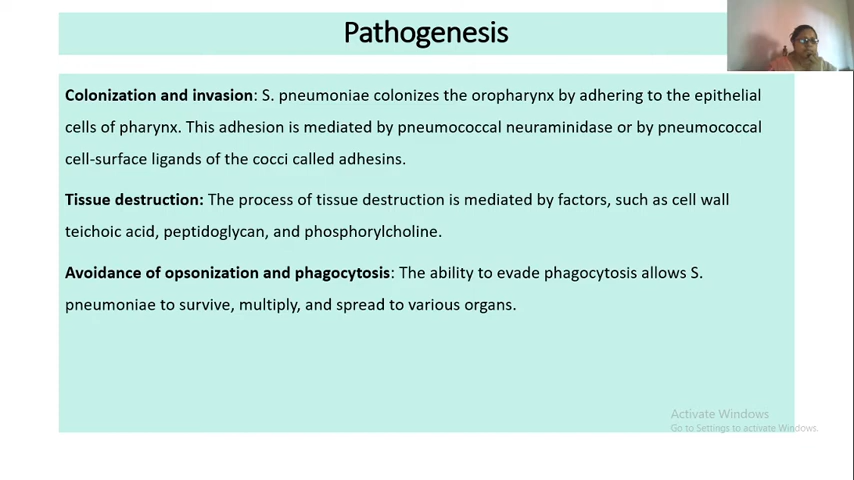 Pathogenesis
Colonization and invasion: S. pneumoniae colonizes the oropharynx by adhering to the epithelial
cells of pharynx. This adhesion is mediated by pneumococcal neuraminidase or by pneumococcal
cell-surface ligands of the cocci called adhesins.
Tissue destruction: The process of tissue destruction is mediated by factors, such as cell wall
teichoic acid, peptidoglycan, and phosphorylcholine.
Avoidance of opsonization and phagocytosis: The ability to evade phagocytosis allows S.
pneumoniae to survive, multiply, and spread to various organs.
Activate Windows
Go to Settings to activate Windows.